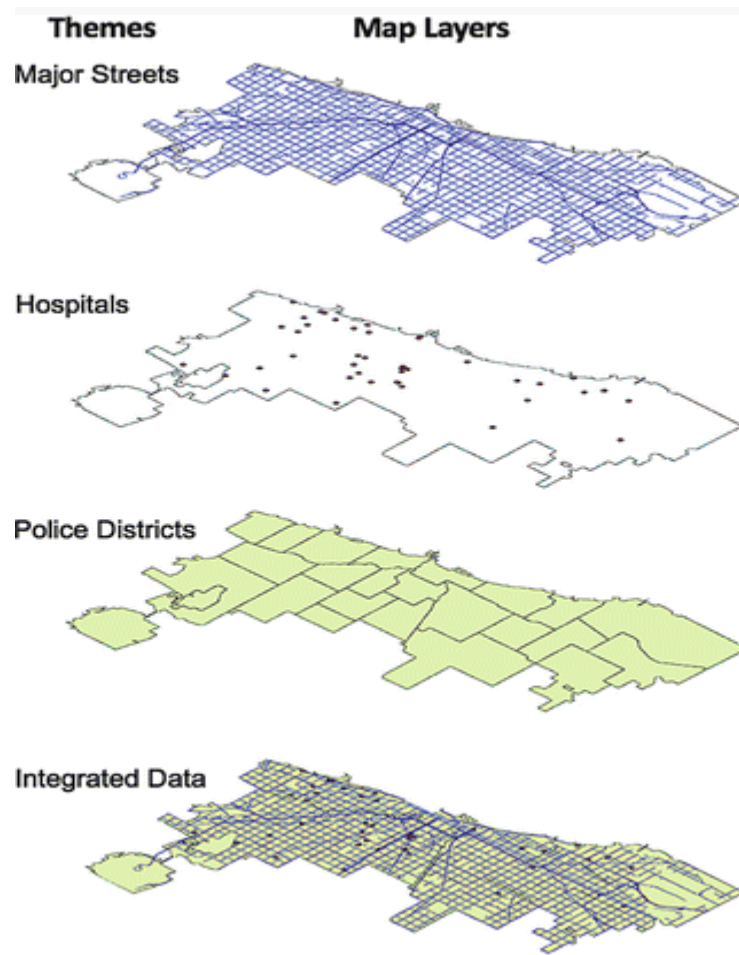 Themes Map Layers
Major Streets
Hospitals
Police Districts
Integrated Data